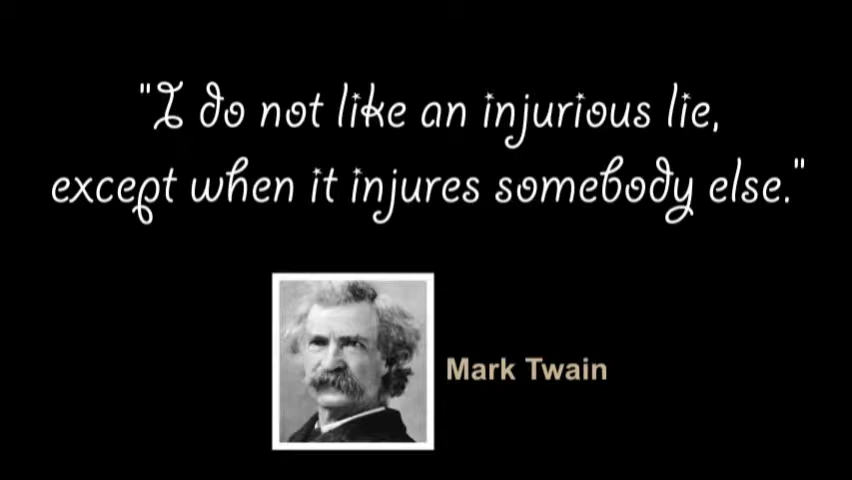 "I do not like an injurious lie,
except when it injures somebody else."
Mark Twain